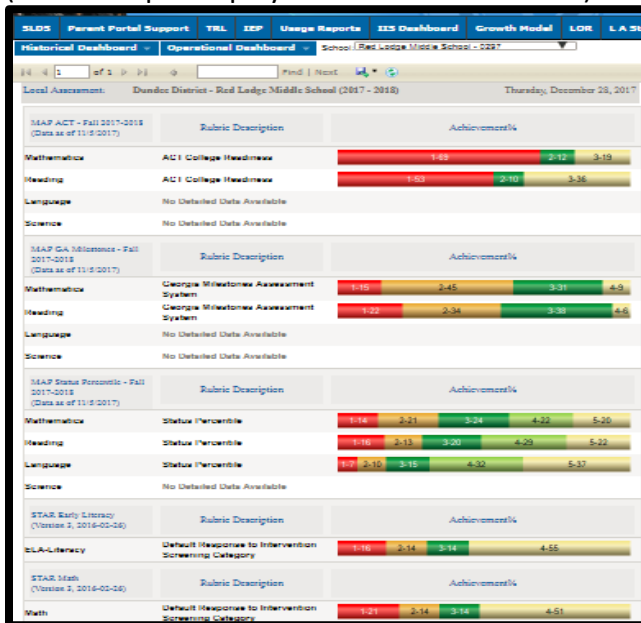 SLDS Parent Portal Support TRL IEP Usage Reports IIS Dashboard Growth Model LOR L A St
Historical Dashboard Operational Dashboard School Red Lodge Middle School - 0297
1 of 1 Find | Next
Local Assessment: Dundee District - Red Lodge Middle School (2017 - 2018) Thursday, December 28, 2017
MAP ACT - Fall 2017-2018
(Data as of 11/5/2017)
Rubric Description
Achievement%
Mathematics ACT College Readiness 1-69 2-12 3-19
Reading ACT College Readiness 1-53 2-10 3-36
Language No Detailed Data Available
Science No Detailed Data Available
MAP GA Milestones - Fall
2017-2018
(Data as of 11/5/2017)
Rubric Description
Achievement%
Mathematics Georgia Milestones Assessment
System 1-15 2-45 3-31 4-9
Reading Georgia Milestones Assessment
System 1-22 2-34 3-38 4-6
Language No Detailed Data Available
Science No Detailed Data Available
MAP Status Percentile - Fall
2017-2018
(Data as of 11/5/2017)
Rubric Description
Achievement%
Mathematics Status Percentile 1-14 2-21 3-24 4-22 5-20
Reading Status Percentile 1-16 2-13 3-20 4-29 5-22
Language Status Percentile 1-7 2-10 3-15 4-32 5-37
Science No Detailed Data Available
STAR Early Literacy
(Version 2, 2016-02-26)
Rubric Description
Achievement%
ELA-Literacy Default Response to Intervention
Screening Category 1-16 2-14 3-14 4-55
STAR Math
(Version 2, 2016-02-26)
Rubric Description
Achievement%
Math Default Response to Intervention
Screening Category 1-21 2-14 3-14 4-51